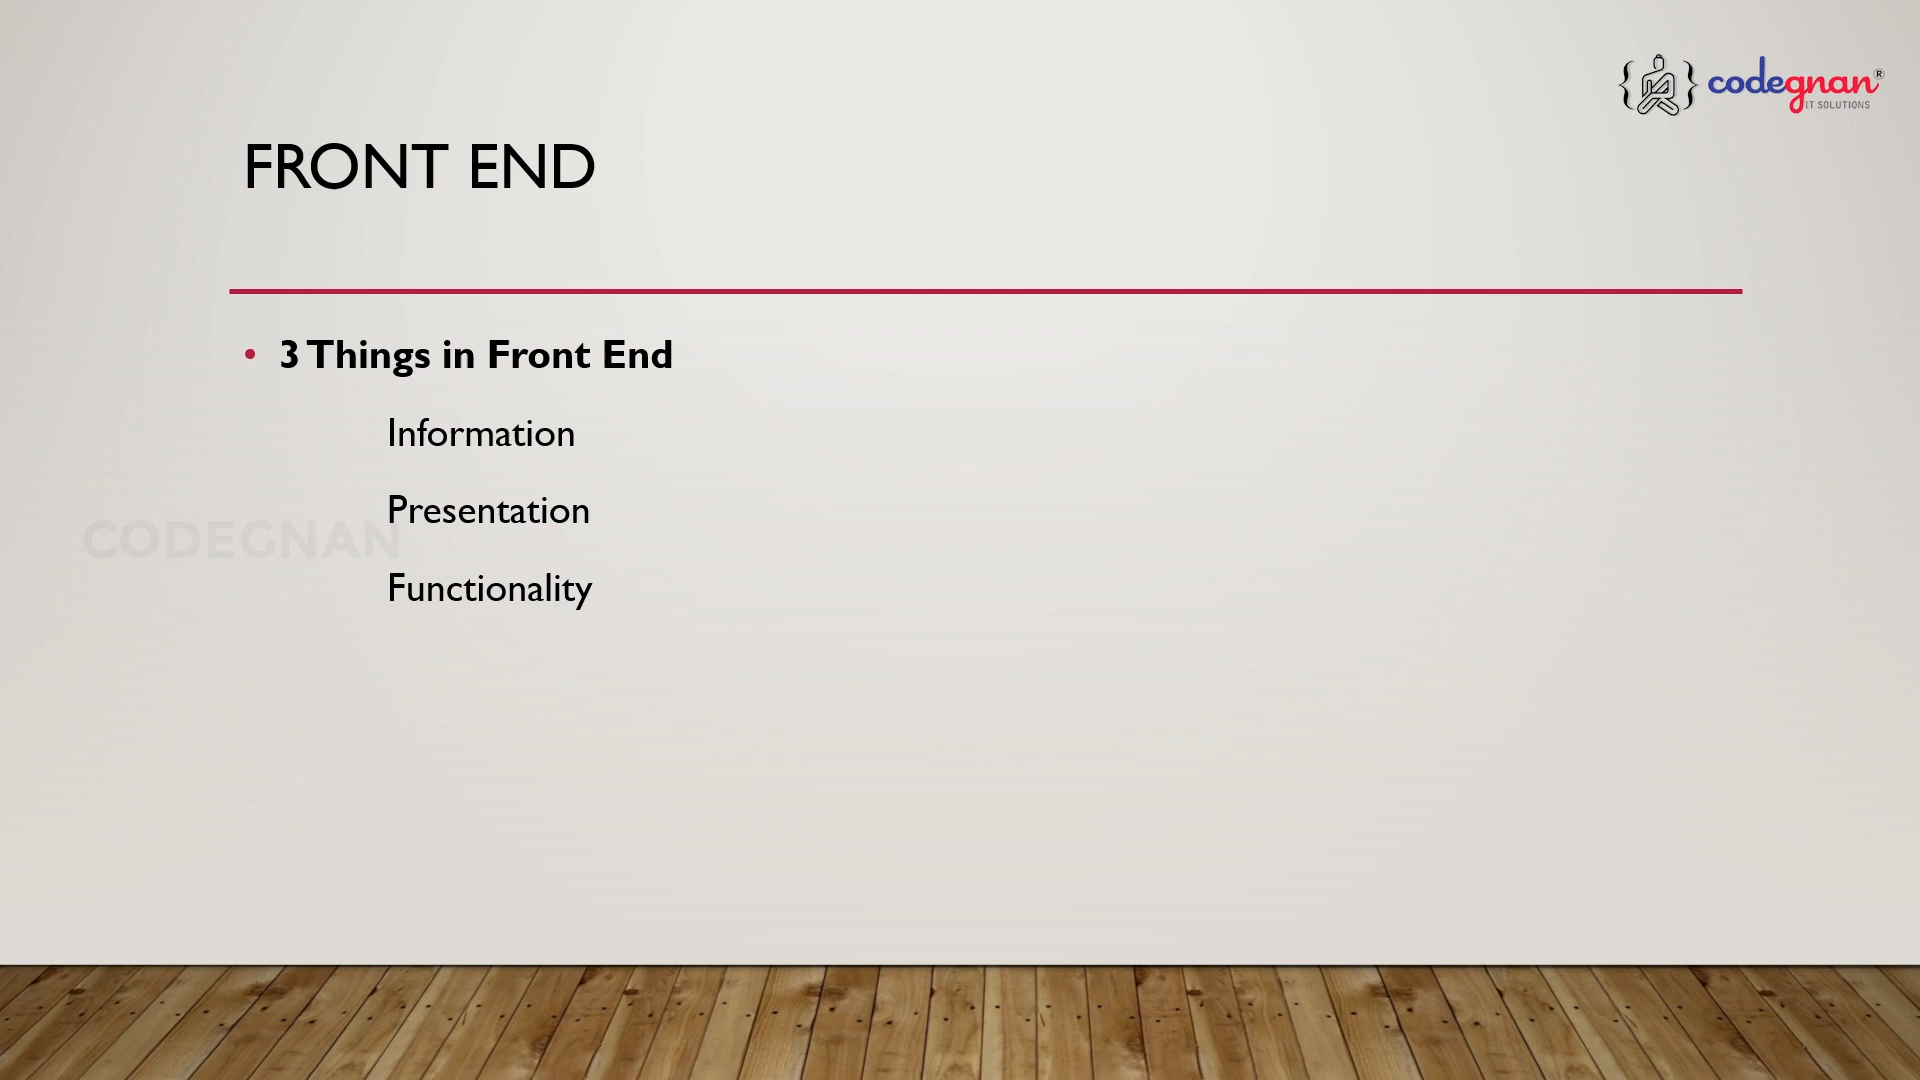 codegnan®
IT SOLUTIONS
FRONT END
• 3 Things in Front End
Information
Presentation
CODEGNAN
Functionality